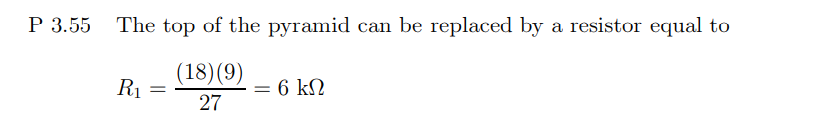 P 3.55 The top of the pyramid can be replaced by a resistor equal to
R₁ = (18)(9)/27 = 6 kΩ